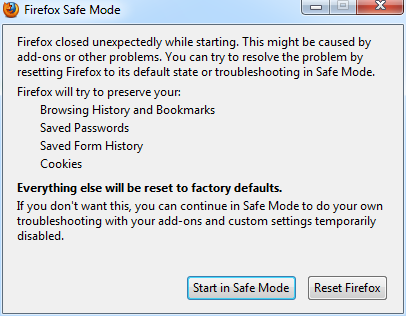 Firefox Safe Mode
Firefox closed unexpectedly while starting. This might be caused by
add-ons or other problems. You can try to resolve the problem by
resetting Firefox to its default state or troubleshooting in Safe Mode.
Firefox will try to preserve your:
Browsing History and Bookmarks
Saved Passwords
Saved Form History
Cookies
Everything else will be reset to factory defaults.
If you don't want this, you can continue in Safe Mode to do your own
troubleshooting with your add-ons and custom settings temporarily
disabled.
Start in Safe Mode Reset Firefox